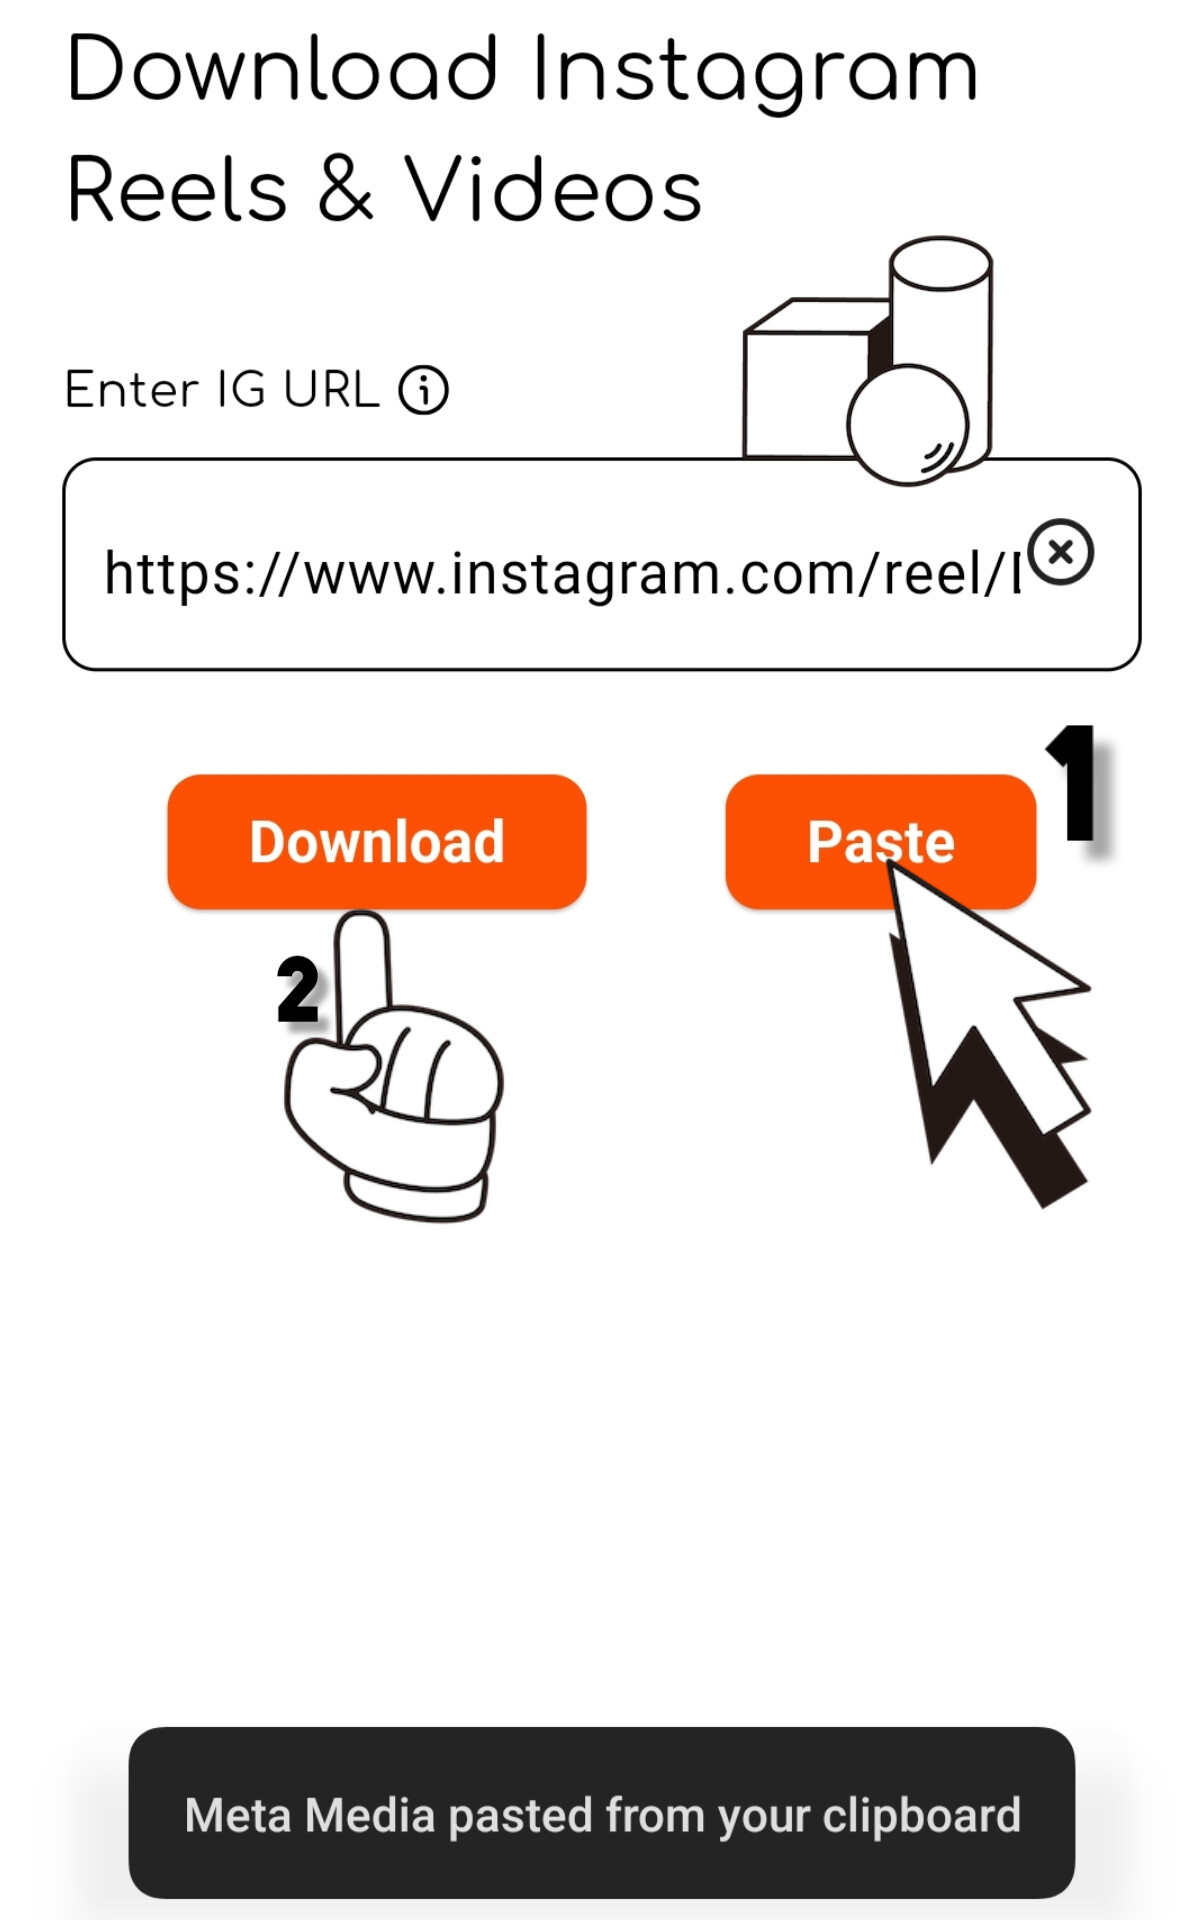 Download Instagram
Reels & Videos
Enter IG URL
https://www.instagram.com/reel/
1
Download
Paste
2
Meta Media pasted from your clipboard